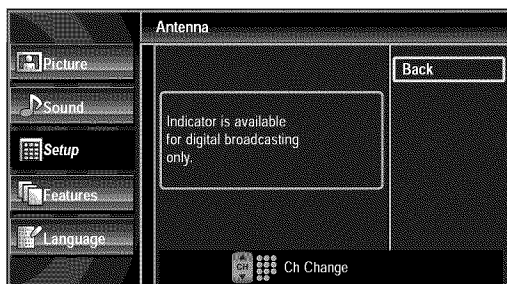 Antenna
Picture
Sound
Setup
Features
Language
Indicator is available
for digital broadcasting
only.
Back
CH
Ch Change